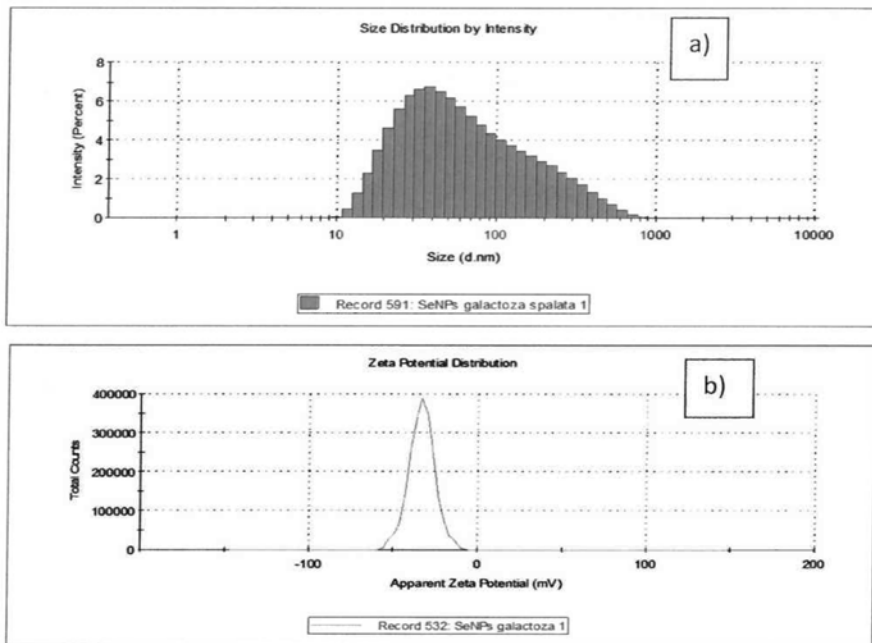 Size Distribution by Intensity
a)
Intensity (Percent)
8
6
4
2
0
1
10
100
1000
10000
Size (d.nm)
Record 591: SeNPs galactoza spalata 1
Zeta Potential Distribution
b)
Total Counts
400000
300000
200000
100000
0
-100
0
100
200
Apparent Zeta Potential (mV)
Record 532: SeNPs galactoza 1